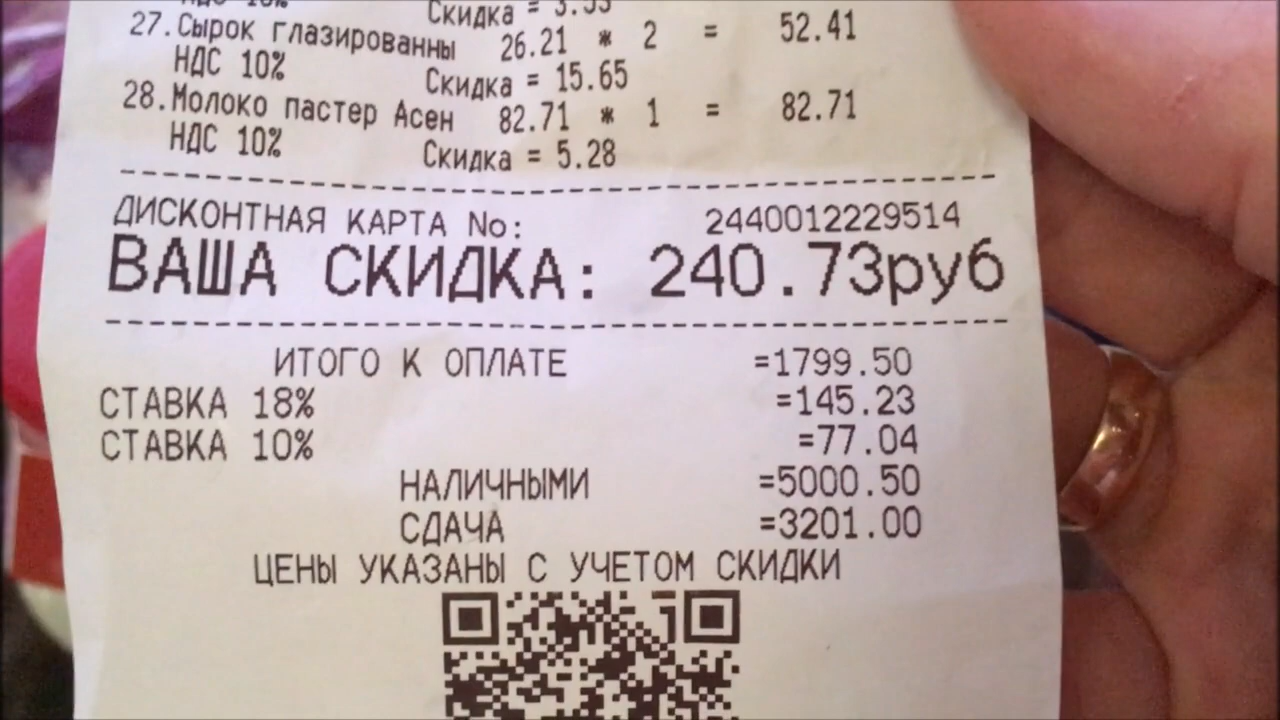 Скидка = 3.53
27.Сырок глазированны 26.21 * 2 = 52.41
НДС 10% Скидка = 15.65
28.Молоко пастер Асен 82.71 * 1 = 82.71
НДС 10% Скидка = 5.28
ДИСКОНТНАЯ КАРТА No: 2440012229514
ВАША СКИДКА: 240.73руб
ИТОГО К ОПЛАТЕ =1799.50
СТАВКА 18% =145.23
СТАВКА 10% =77.04
НАЛИЧНЫМИ =5000.50
СДАЧА =3201.00
ЦЕНЫ УКАЗАНЫ С УЧЕТОМ СКИДКИ